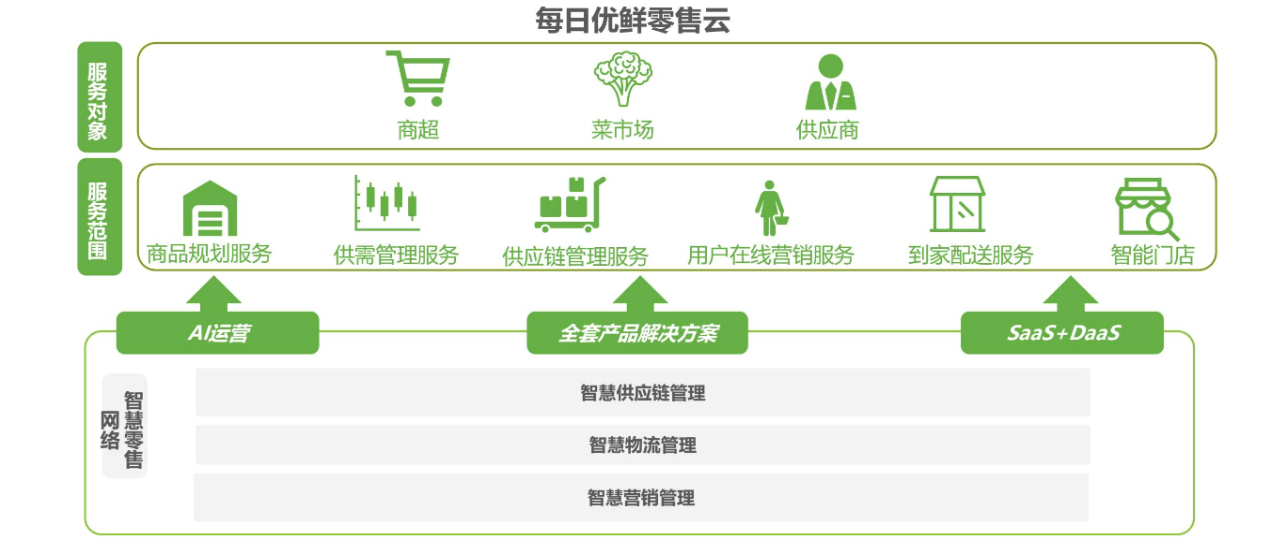 每日优鲜零售云
服务对象
商超
菜市场
供应商
服务范围
商品规划服务
供需管理服务
供应链管理服务
用户在线营销服务
到家配送服务
智能门店
AI运营
全套产品解决方案
SaaS+DaaS
智慧零售
网络
智慧供应链管理
智慧物流管理
智慧营销管理